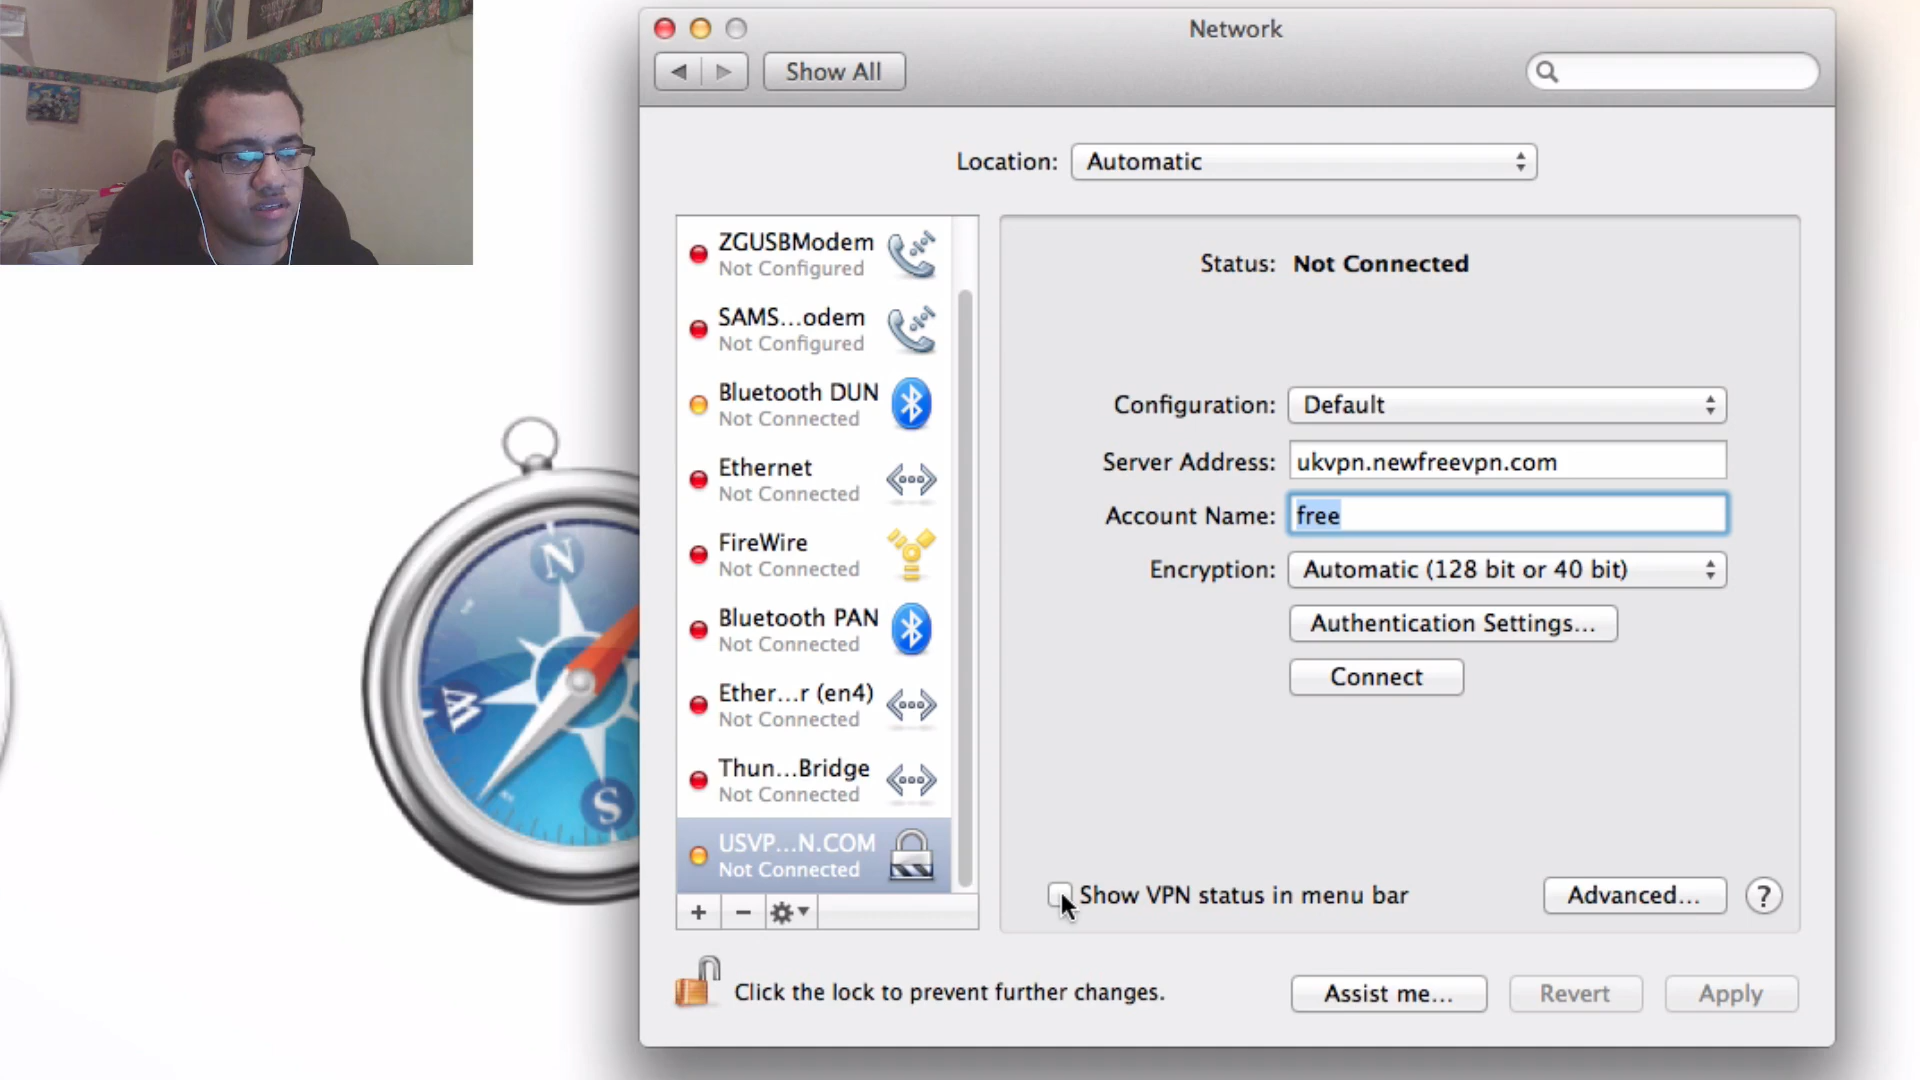 Network
Show All
Location: Automatic
ZGUSBModem
Not Configured
SAMS...odem
Not Configured
Bluetooth DUN
Not Connected
Ethernet
Not Connected
FireWire
Not Connected
Bluetooth PAN
Not Connected
Ether...r (en4)
Not Connected
Thun...Bridge
Not Connected
USVP...N.COM
Not Connected
Status: Not Connected
Configuration: Default
Server Address: ukvpn.newfreevpn.com
Account Name: free
Encryption: Automatic (128 bit or 40 bit)
Authentication Settings...
Connect
Show VPN status in menu bar
Advanced...
?
Click the lock to prevent further changes.
Assist me...
Revert
Apply
N
W
S